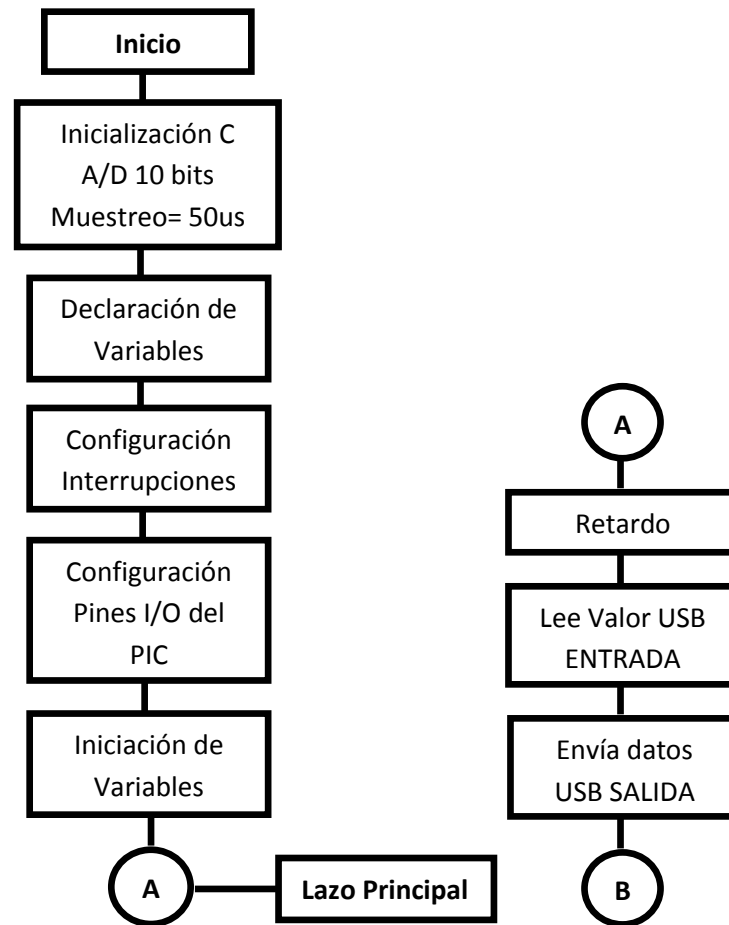 Inicio
Inicialización C
A/D 10 bits
Muestreo= 50us
Declaración de
Variables
Configuración
Interrupciones
Configuración
Pines I/O del
PIC
Iniciación de
Variables
A
Lazo Principal
A
Retardo
Lee Valor USB
ENTRADA
Envía datos
USB SALIDA
B